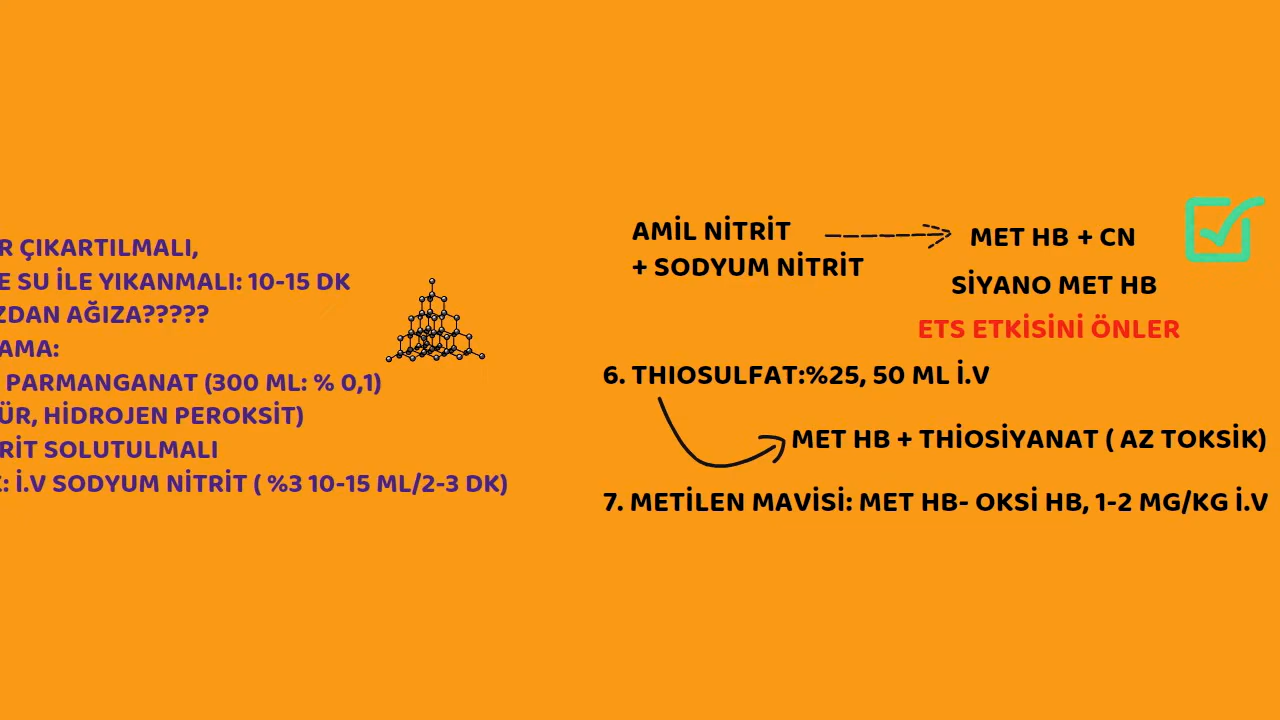 R ÇIKARTILMALI,
E SU İLE YIKANMALI: 10-15 DK
ZDAN AĞIZA?????
AMA:
PARMANGANAT (300 ML: % 0,1)
ÜR, HİDROJEN PEROKSİT)
RİT SOLUTULMALI
: İ.V SODYUM NİTRİT ( %3 10-15 ML/2-3 DK)
AMİL NİTRİT
+ SODYUM NİTRİT
MET HB + CN
SİYANO MET HB
ETS ETKİSİNİ ÖNLER
6. THIOSULFAT:%25, 50 ML İ.V
MET HB + THİOSİYANAT ( AZ TOKSİK)
7. METİLEN MAVİSİ: MET HB- OKSİ HB, 1-2 MG/KG İ.V